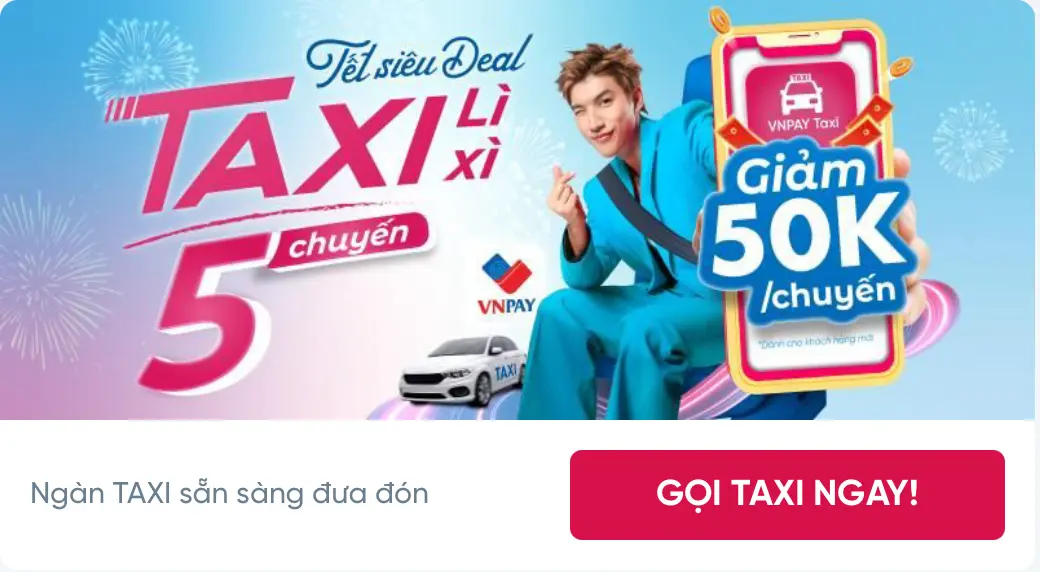 Tết siêu Deal
TAXI LÌ
XÌ
5 chuyến
VNPAY
TAXI
TAXI
VNPAY Taxi
Giảm
50K
/chuyến
*Dành cho khách hàng mới
Ngàn TAXI sẵn sàng đưa đón
GỌI TAXI NGAY!